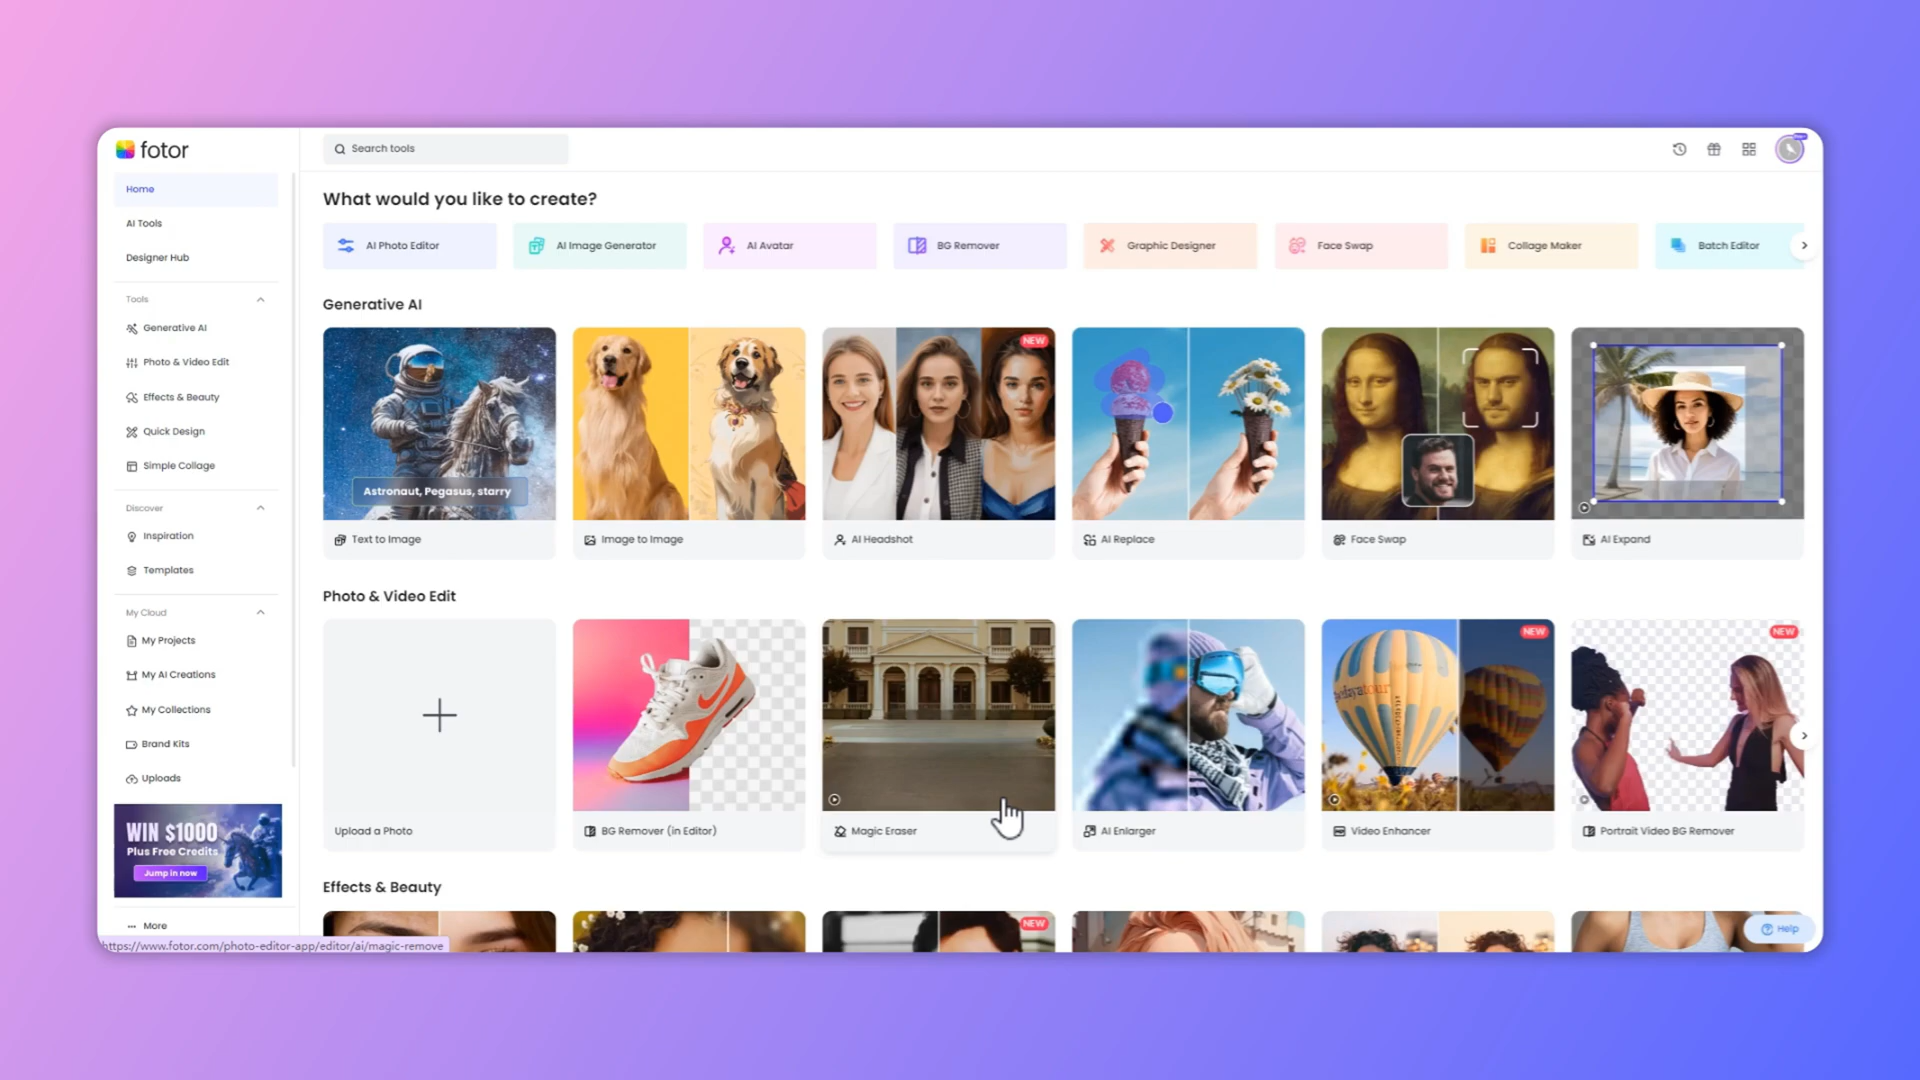 fotor
Search tools
Home
AI Tools
Designer Hub
Tools
Generative AI
Photo & Video Edit
Effects & Beauty
Quick Design
Simple Collage
Discover
Inspiration
Templates
My Cloud
My Projects
My AI Creations
My Collections
Brand Kits
Uploads
WIN $1000
Plus Free Credits
Jump in now
More
https://www.fotor.com/photo-editor-app/editor/ai/magic-remove
What would you like to create?
AI Photo Editor
AI Image Generator
AI Avatar
BG Remover
Graphic Designer
Face Swap
Collage Maker
Batch Editor
Generative AI
Astronaut, Pegasus, starry
NEW
Text to Image
Image to Image
AI Headshot
AI Replace
Face Swap
AI Expand
Photo & Video Edit
NEW
NEW
Upload a Photo
BG Remover (in Editor)
Magic Eraser
AI Enlarger
Video Enhancer
Portrait Video BG Remover
Effects & Beauty
NEW
Help